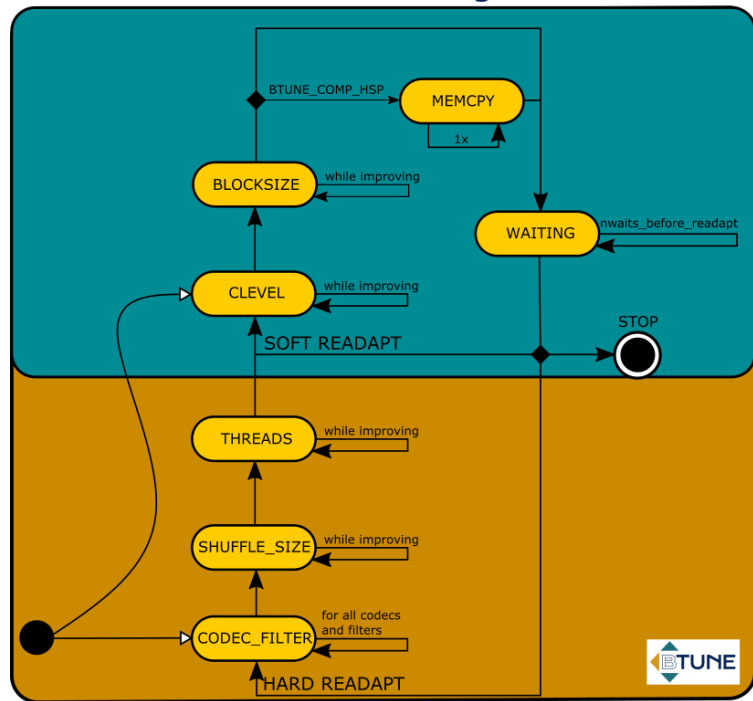 BTUNE_COMP_HSP
MEMCPY
1x
BLOCKSIZE
while improving
WAITING
nwaits_before_readapt
CLEVEL
while improving
STOP
SOFT READAPT
THREADS
while improving
SHUFFLE_SIZE
while improving
CODEC_FILTER
for all codecs
and filters
HARD READAPT
BTUNE